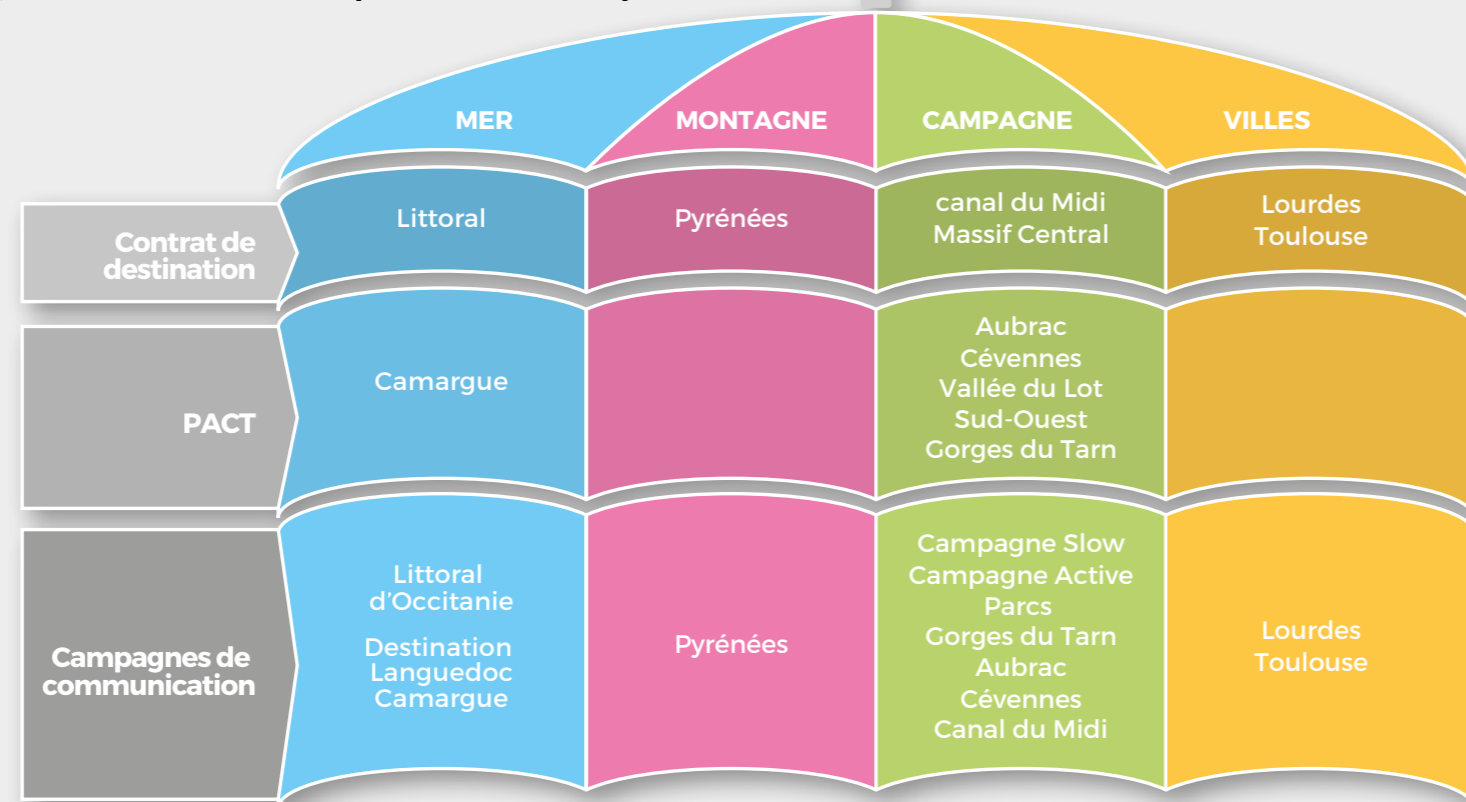 MER
MONTAGNE
CAMPAGNE
VILLES
Contrat de
destination
Littoral
Pyrénées
canal du Midi
Massif Central
Lourdes
Toulouse
PACT
Camargue
Aubrac
Cévennes
Vallée du Lot
Sud-Ouest
Gorges du Tarn
Campagnes de
communication
Littoral
d'Occitanie
Destination
Languedoc
Camargue
Pyrénées
Campagne Slow
Campagne Active
Parcs
Gorges du Tarn
Aubrac
Cévennes
Canal du Midi
Lourdes
Toulouse